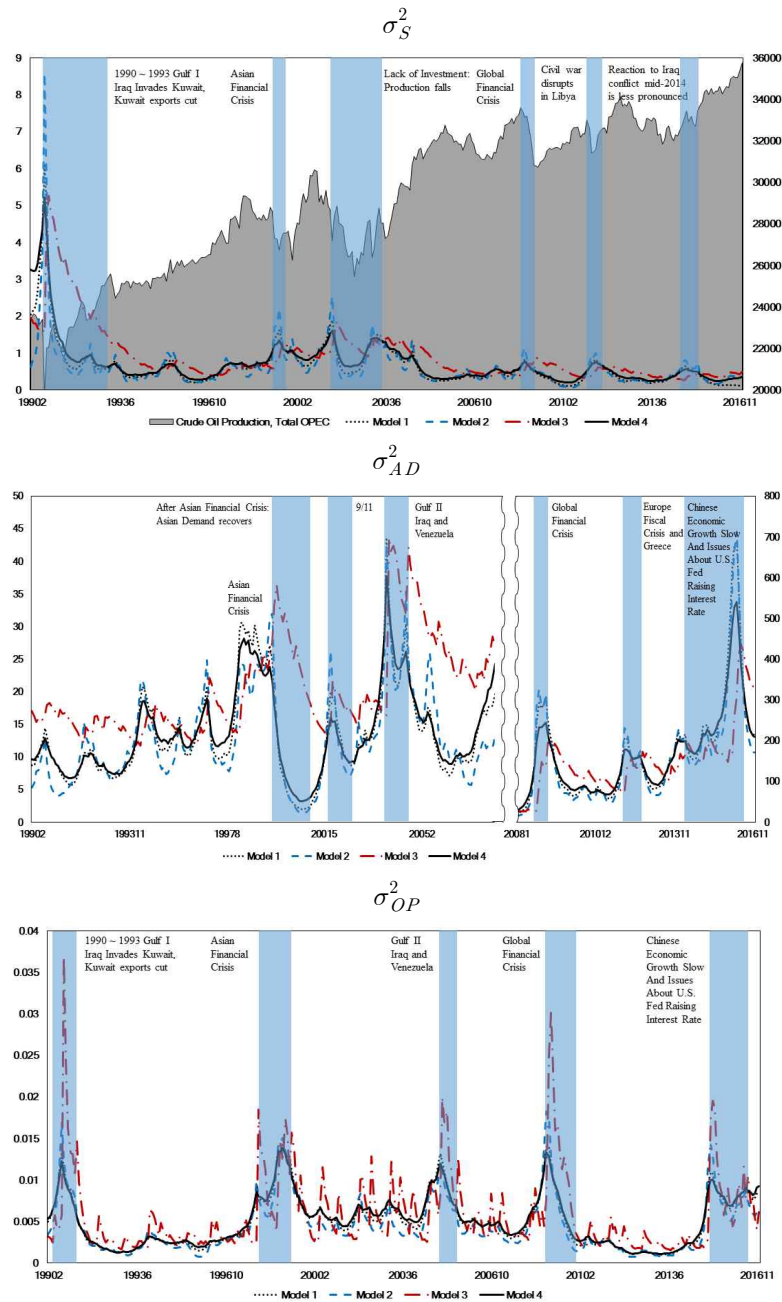 σ²_S
1990 ~ 1993 Gulf I
Iraq Invades Kuwait,
Kuwait exports cut
Asian
Financial
Crisis
Lack of Investment:
Production falls
Global
Financial
Crisis
Civil war
disrupts
in Libya
Reaction to Iraq
conflict mid-2014
is less pronounced
9
8
7
6
5
4
3
2
1
0
36000
34000
32000
30000
28000
26000
24000
22000
20000
19902 199306 199610 20002 200306 200610 20102 20136 201611
Crude Oil Production, Total OPEC Model 1 Model 2 Model 3 Model 4
σ²_AD
After Asian Financial Crisis:
Asian Demand recovers
9/11
Gulf II
Iraq and
Venezuela
Asian
Financial
Crisis
Global
Financial
Crisis
Europe
Fiscal
Crisis and
Greece
Chinese
Economic
Growth Slow
And Issues
About U.S.
Fed
Raising
Interest
Rate
50
45
40
35
30
25
20
15
10
5
0
800
700
600
500
400
300
200
100
0
19902 199311 19978 20015 20052 20081 201012 201311 201611
Model 1 Model 2 Model 3 Model 4
σ²_OP
1990 ~ 1993 Gulf I
Iraq Invades Kuwait,
Kuwait exports cut
Asian
Financial
Crisis
Gulf II
Iraq and
Venezuela
Global
Financial
Crisis
Chinese
Economic
Growth Slow
And Issues
About U.S.
Fed Raising
Interest Rate
0.04
0.035
0.03
0.025
0.02
0.015
0.01
0.005
0
19902 19936 199610 20002 20036 200610 20102 20136 201611
Model 1 Model 2 Model 3 Model 4